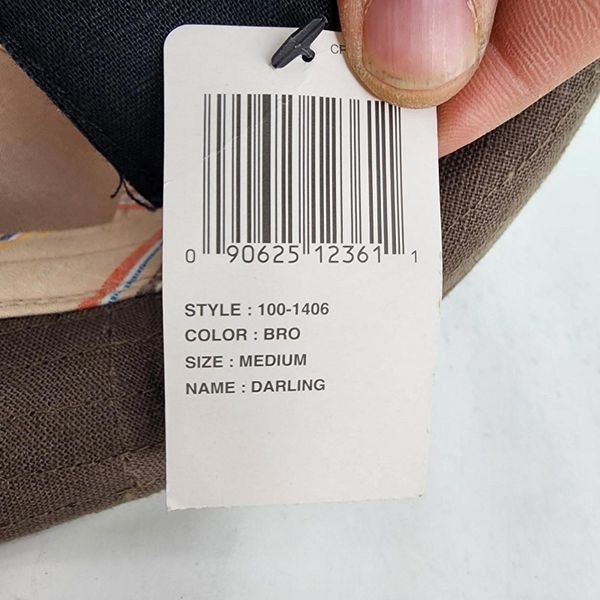 0 90625 12361 1
STYLE : 100-1406
COLOR : BRO
SIZE : MEDIUM
NAME : DARLING